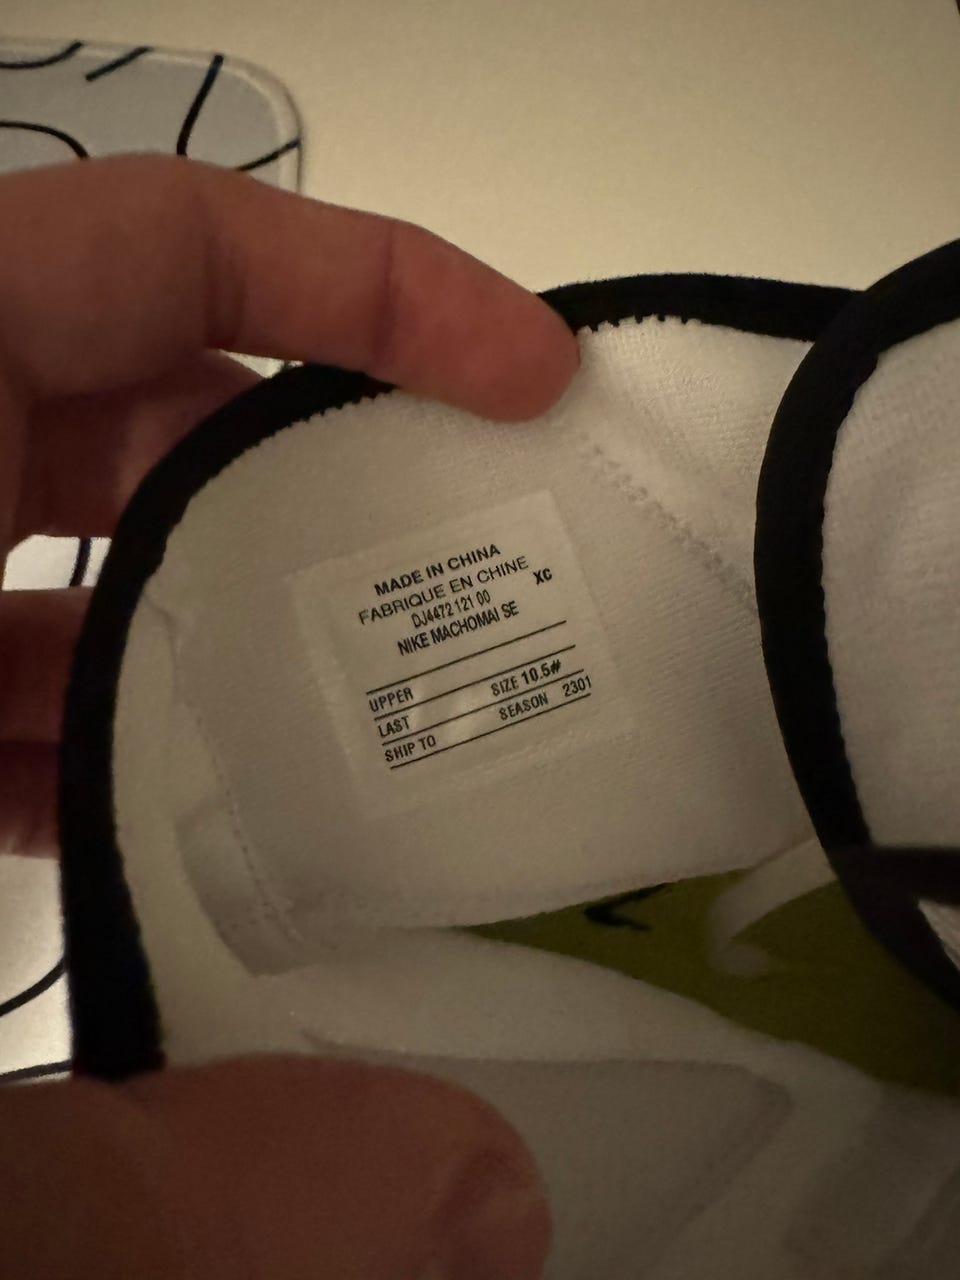 MADE IN CHINA
FABRIQUE EN CHINE
DJ4472 121 00 XC
NIKE MACHOMAI SE
UPPER SIZE 10.5#
LAST SEASON 2301
SHIP TO